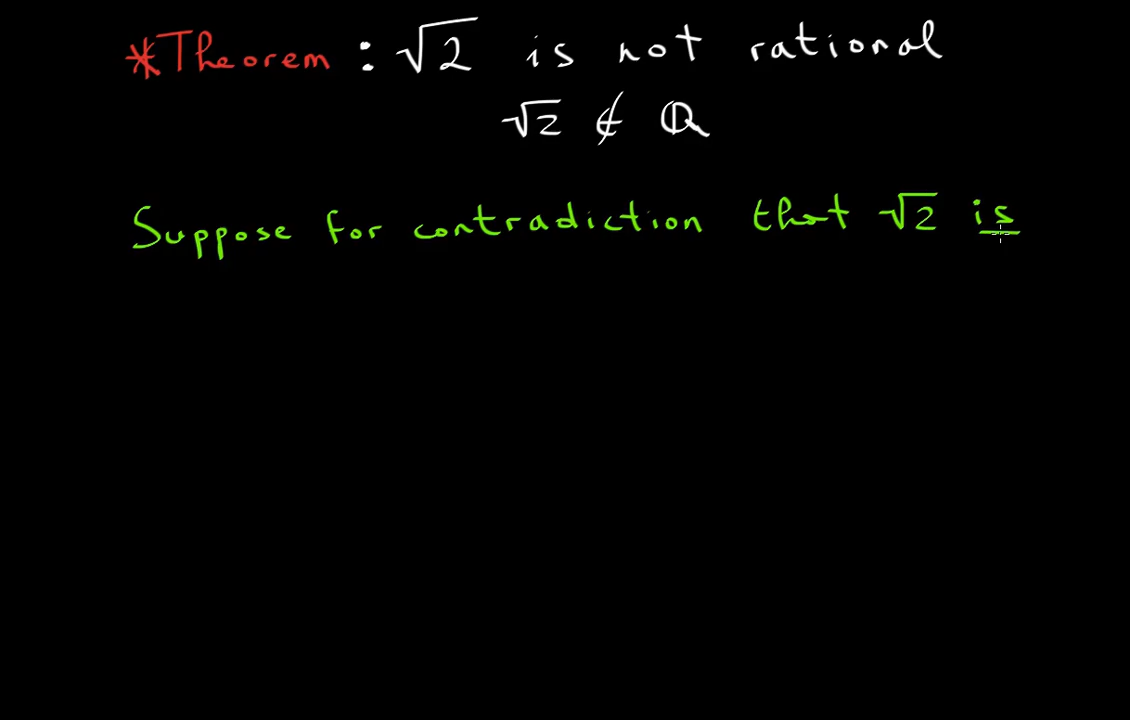 *Theorem : √2 is not rational
√2 ∉ ℚ
Suppose for contradiction that √2 is